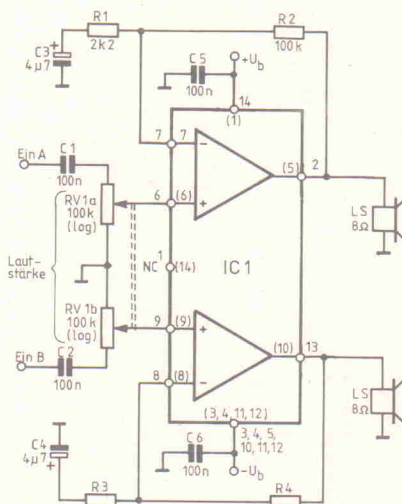 R1
2k2
R2
100k
C3
+
4µ7
C5
100n
+Ub
14
(1)
7
7
−
(5)
2
Ein A
C1
100n
RV1a
100k
(log)
6
(6)
+
LS
8Ω
Laut-
stärke
NC
1
(14)
IC1
RV1b
100k
(log)
9
(9)
+
(10)
13
Ein B
C2
100n
8
(8)
−
LS
8Ω
(3, 4, 11, 12)
3, 4, 5,
10, 11, 12
C4
4µ7
+
C6
100n
−Ub
R3
R4